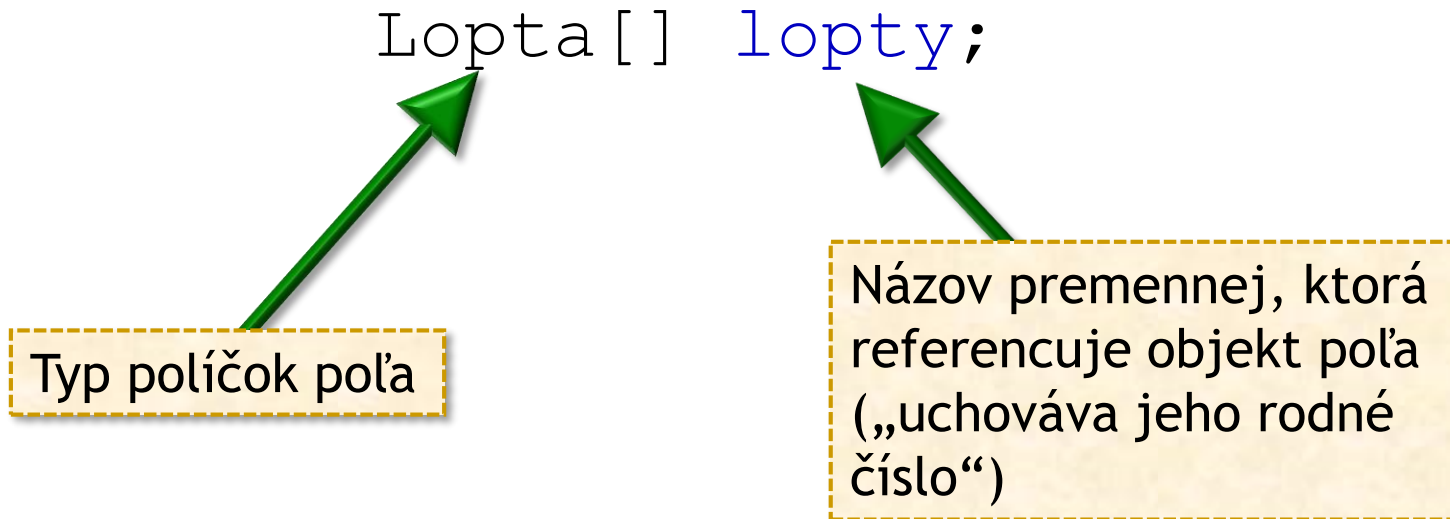 Lopta[] lopty;
Typ políčok poľa
Názov premennej, ktorá
referencuje objekt poľa
(„uchováva jeho rodné
číslo“)